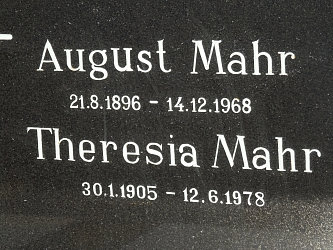 August Mahr
21.8.1896 - 14.12.1968
Theresia Mahr
30.1.1905 - 12.6.1978